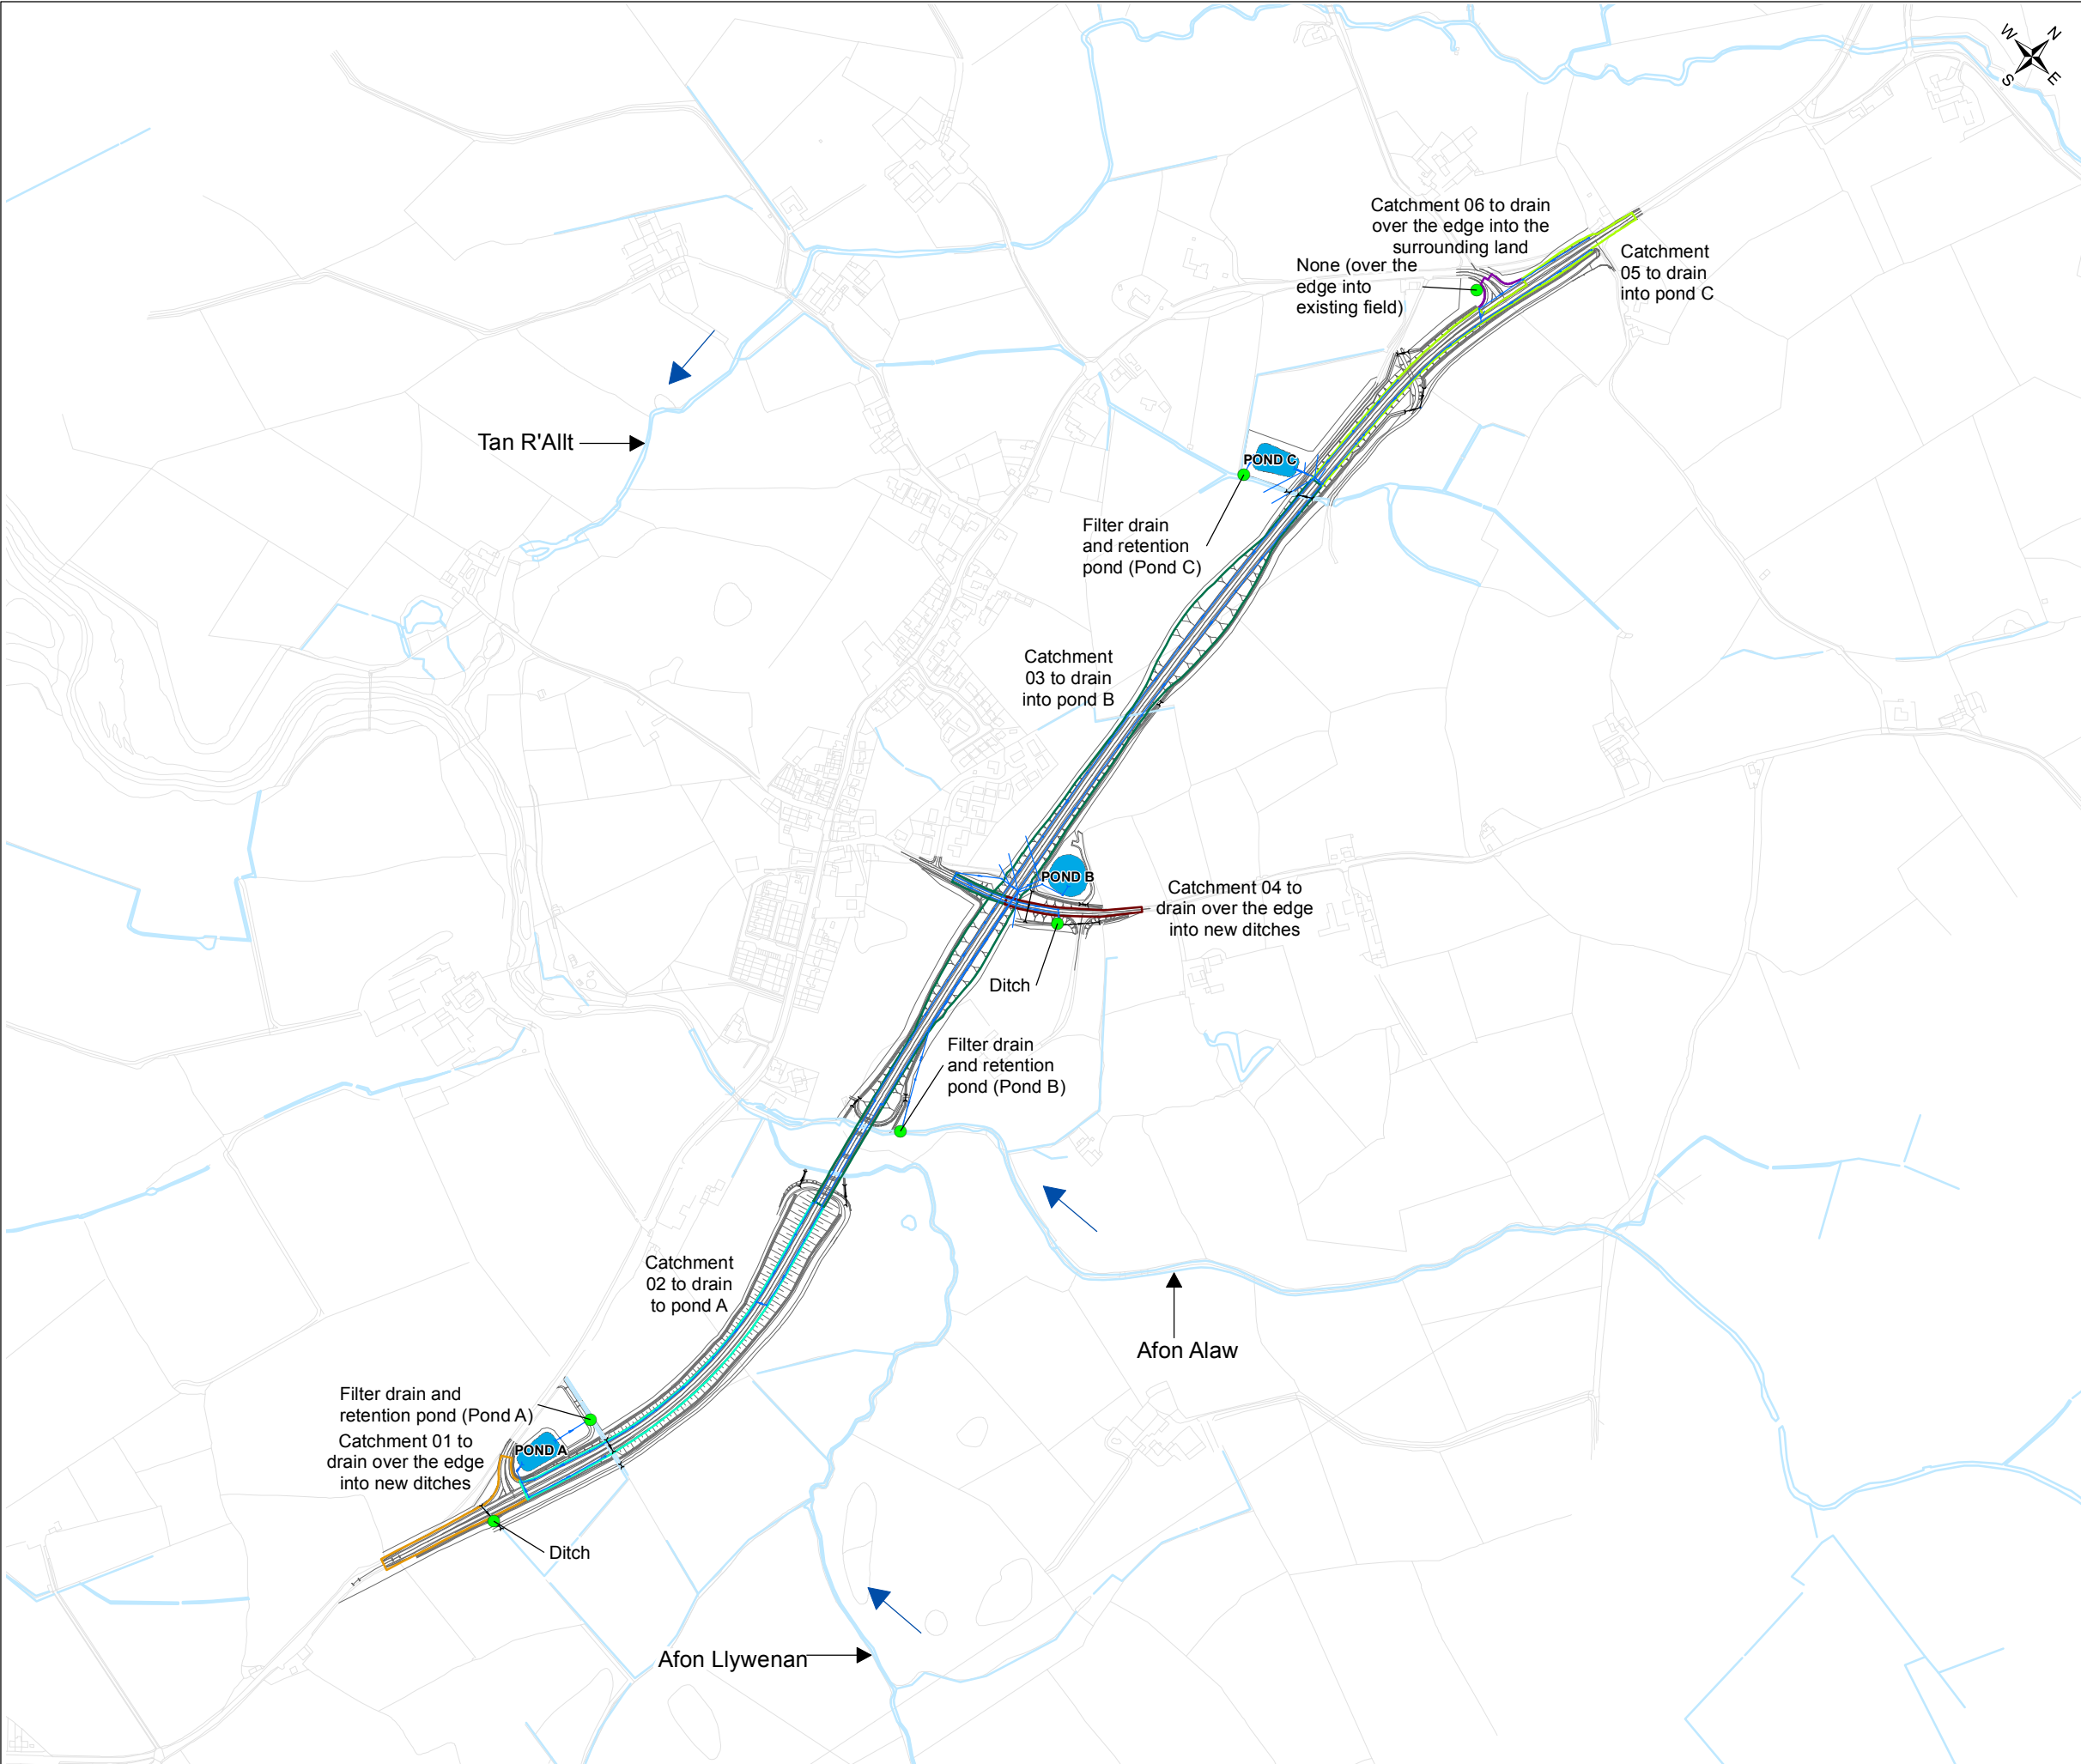 W
N
S
E
Catchment 06 to drain
over the edge into the
surrounding land
None (over the
edge into
existing field)
Catchment
05 to drain
into pond C
Tan R'Allt
POND C
Filter drain
and retention
pond (Pond C)
Catchment
03 to drain
into pond B
POND B
Catchment 04 to
drain over the edge
into new ditches
Ditch
Filter drain
and retention
pond (Pond B)
Catchment
02 to drain
to pond A
Afon Alaw
Filter drain and
retention pond (Pond A)
Catchment 01 to
drain over the edge
into new ditches
POND A
Ditch
Afon Llywenan